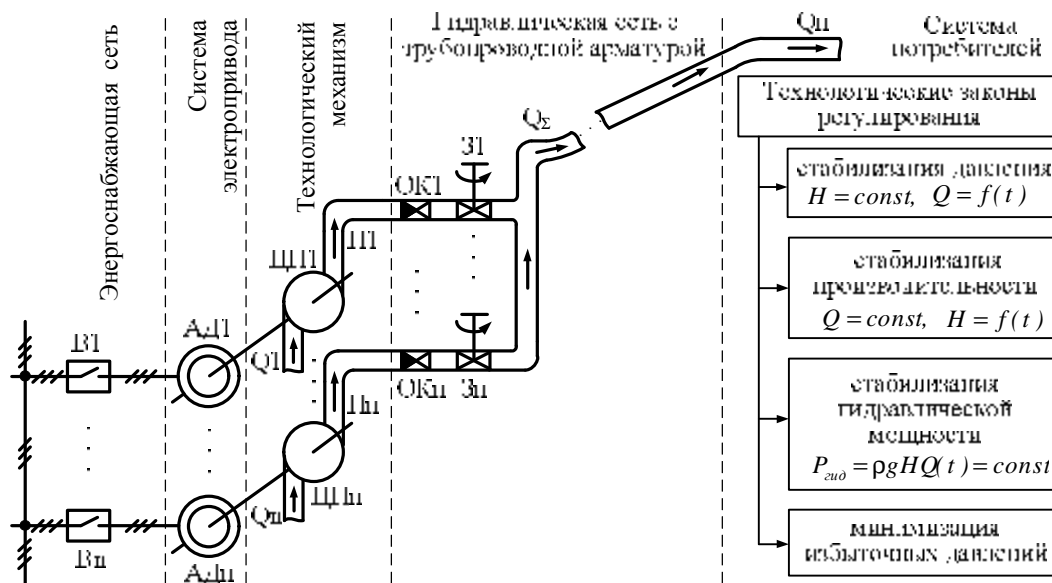 Энергоснабжающая сеть
Система
электропривода
Технологический
механизм
Гидравлическая сеть с
трубопроводной арматурой
Система
потребителей
Qп
QΣ
З1
ОК1
П1
ЦН1
АД1
В1
Q1
ОКn
Зn
Пn
ЦНn
Qn
Вn
АДn
Технологические законы
регулирования
стабилизация давления
H = const, Q = f(t)
стабилизация
производительности
Q = const, H = f(t)
стабилизация
гидравлической
мощности
Pгид = ρgHQ(t) = const
минимизация
избыточных давлений